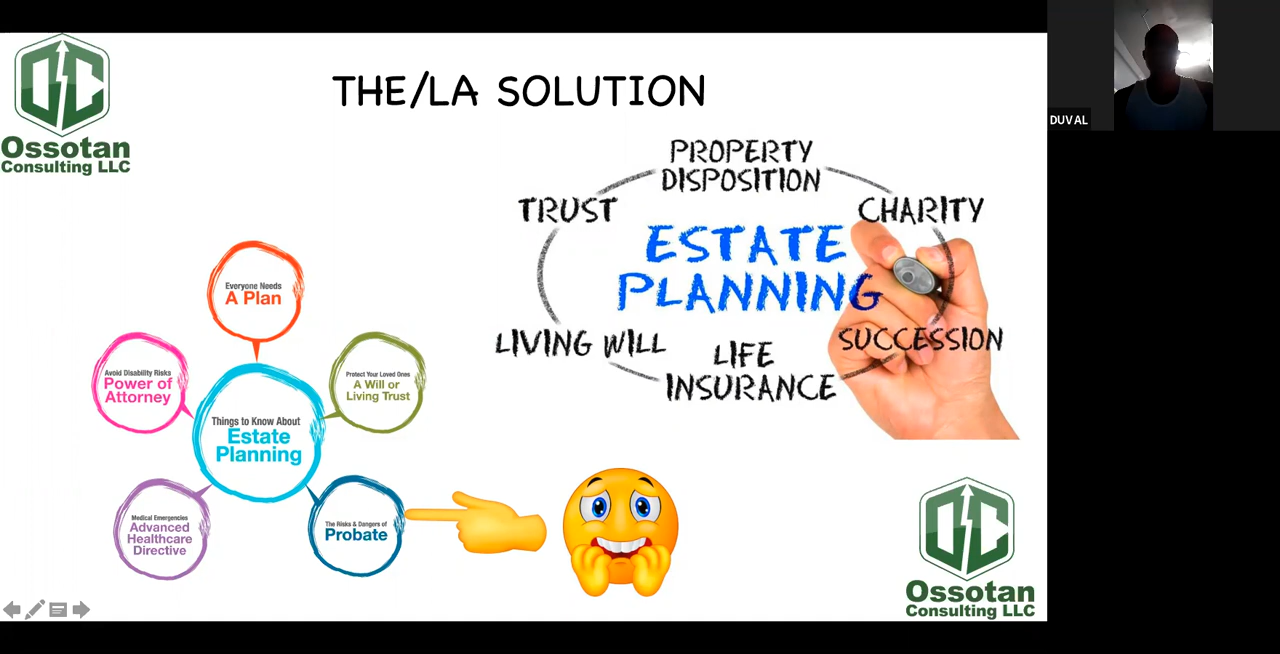 Ossotan
Consulting LLC
THE/LA SOLUTION
PROPERTY
DISPOSITION
TRUST
CHARITY
ESTATE
PLANNING
LIVING WILL
LIFE
INSURANCE
SUCCESSION
Everyone Needs
A Plan
Avoid Disability Risks
Power of
Attorney
Protect Your Loved Ones
A Will or
Living Trust
Things to Know About
Estate
Planning
Medical Emergencies
Advanced
Healthcare
Directive
The Risks & Dangers of
Probate
Ossotan
Consulting LLC
DUVAL